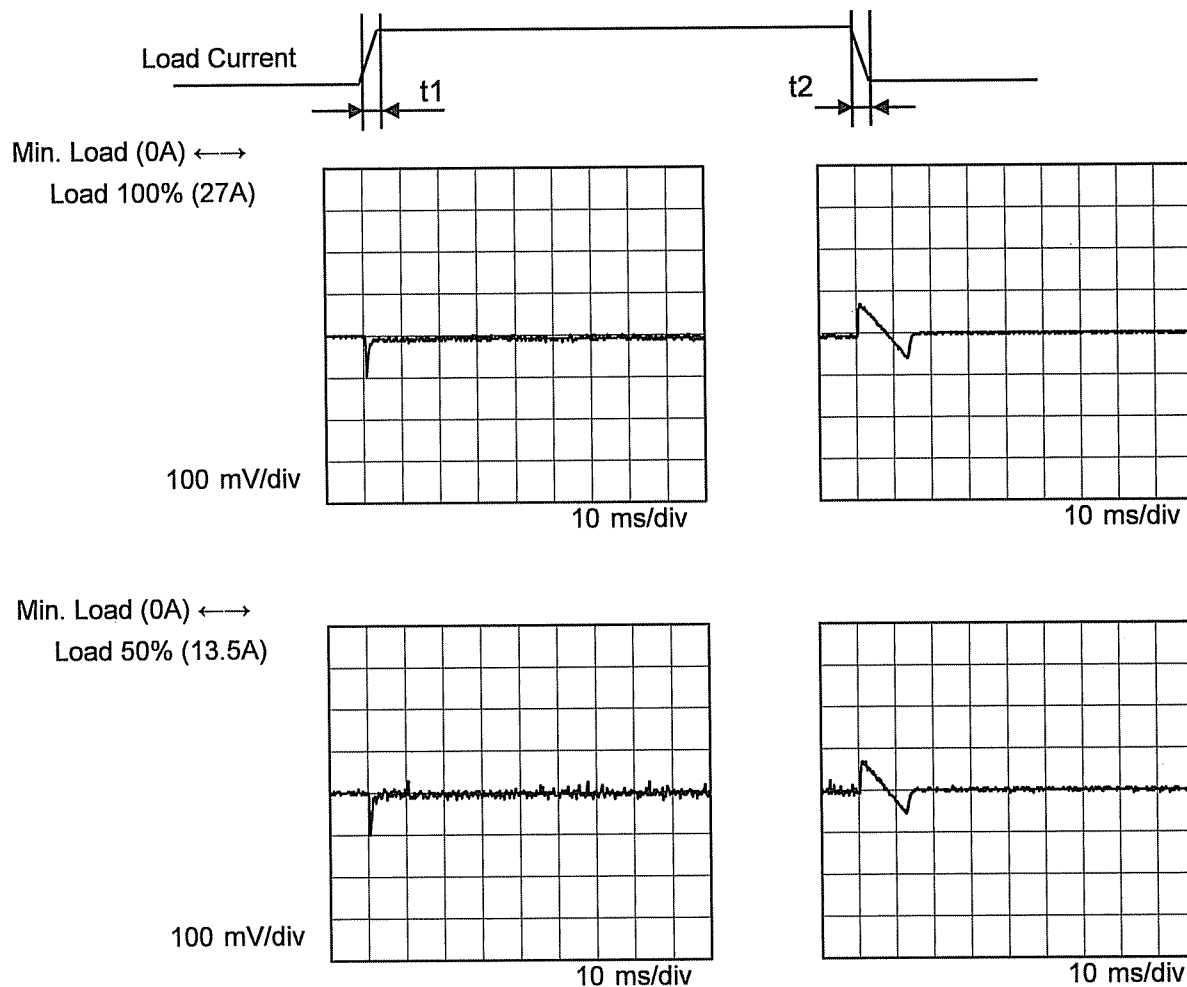 Load Current
t1
t2
Min. Load (0A) ←→
Load 100% (27A)
100 mV/div
10 ms/div
10 ms/div
Min. Load (0A) ←→
Load 50% (13.5A)
100 mV/div
10 ms/div
10 ms/div